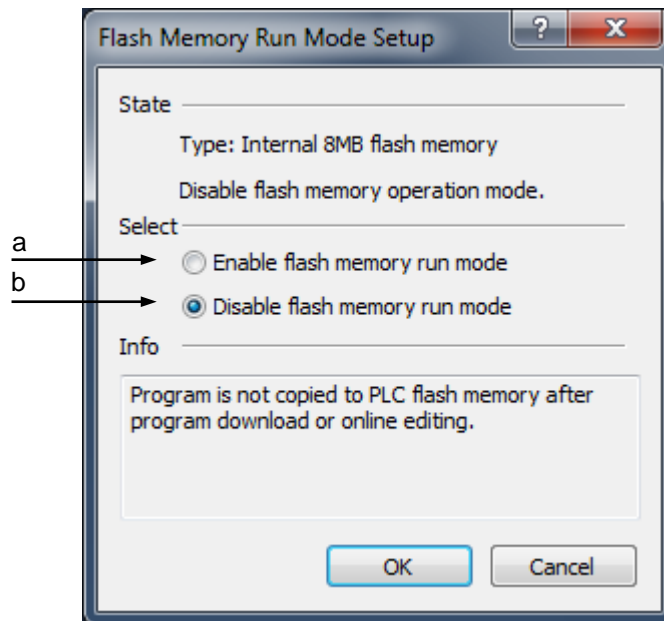 Flash Memory Run Mode Setup
?
State
Type: Internal 8MB flash memory
Disable flash memory operation mode.
Select
a
Enable flash memory run mode
b
Disable flash memory run mode
Info
Program is not copied to PLC flash memory after
program download or online editing.
OK
Cancel